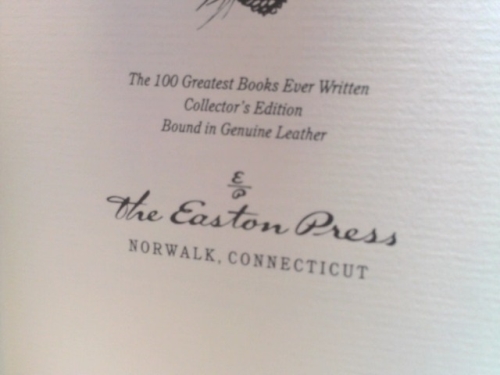 The 100 Greatest Books Ever Written
Collector's Edition
Bound in Genuine Leather
E
P
The Easton Press
NORWALK, CONNECTICUT